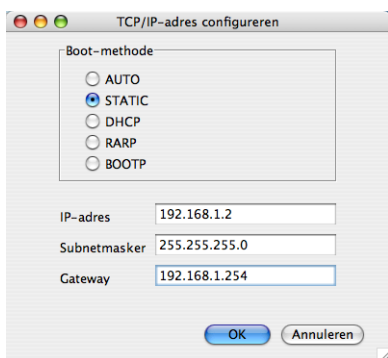 TCP/IP-adres configureren
Boot-methode
AUTO
STATIC
DHCP
RARP
BOOTP
IP-adres 192.168.1.2
Subnetmasker 255.255.255.0
Gateway 192.168.1.254
OK Annuleren